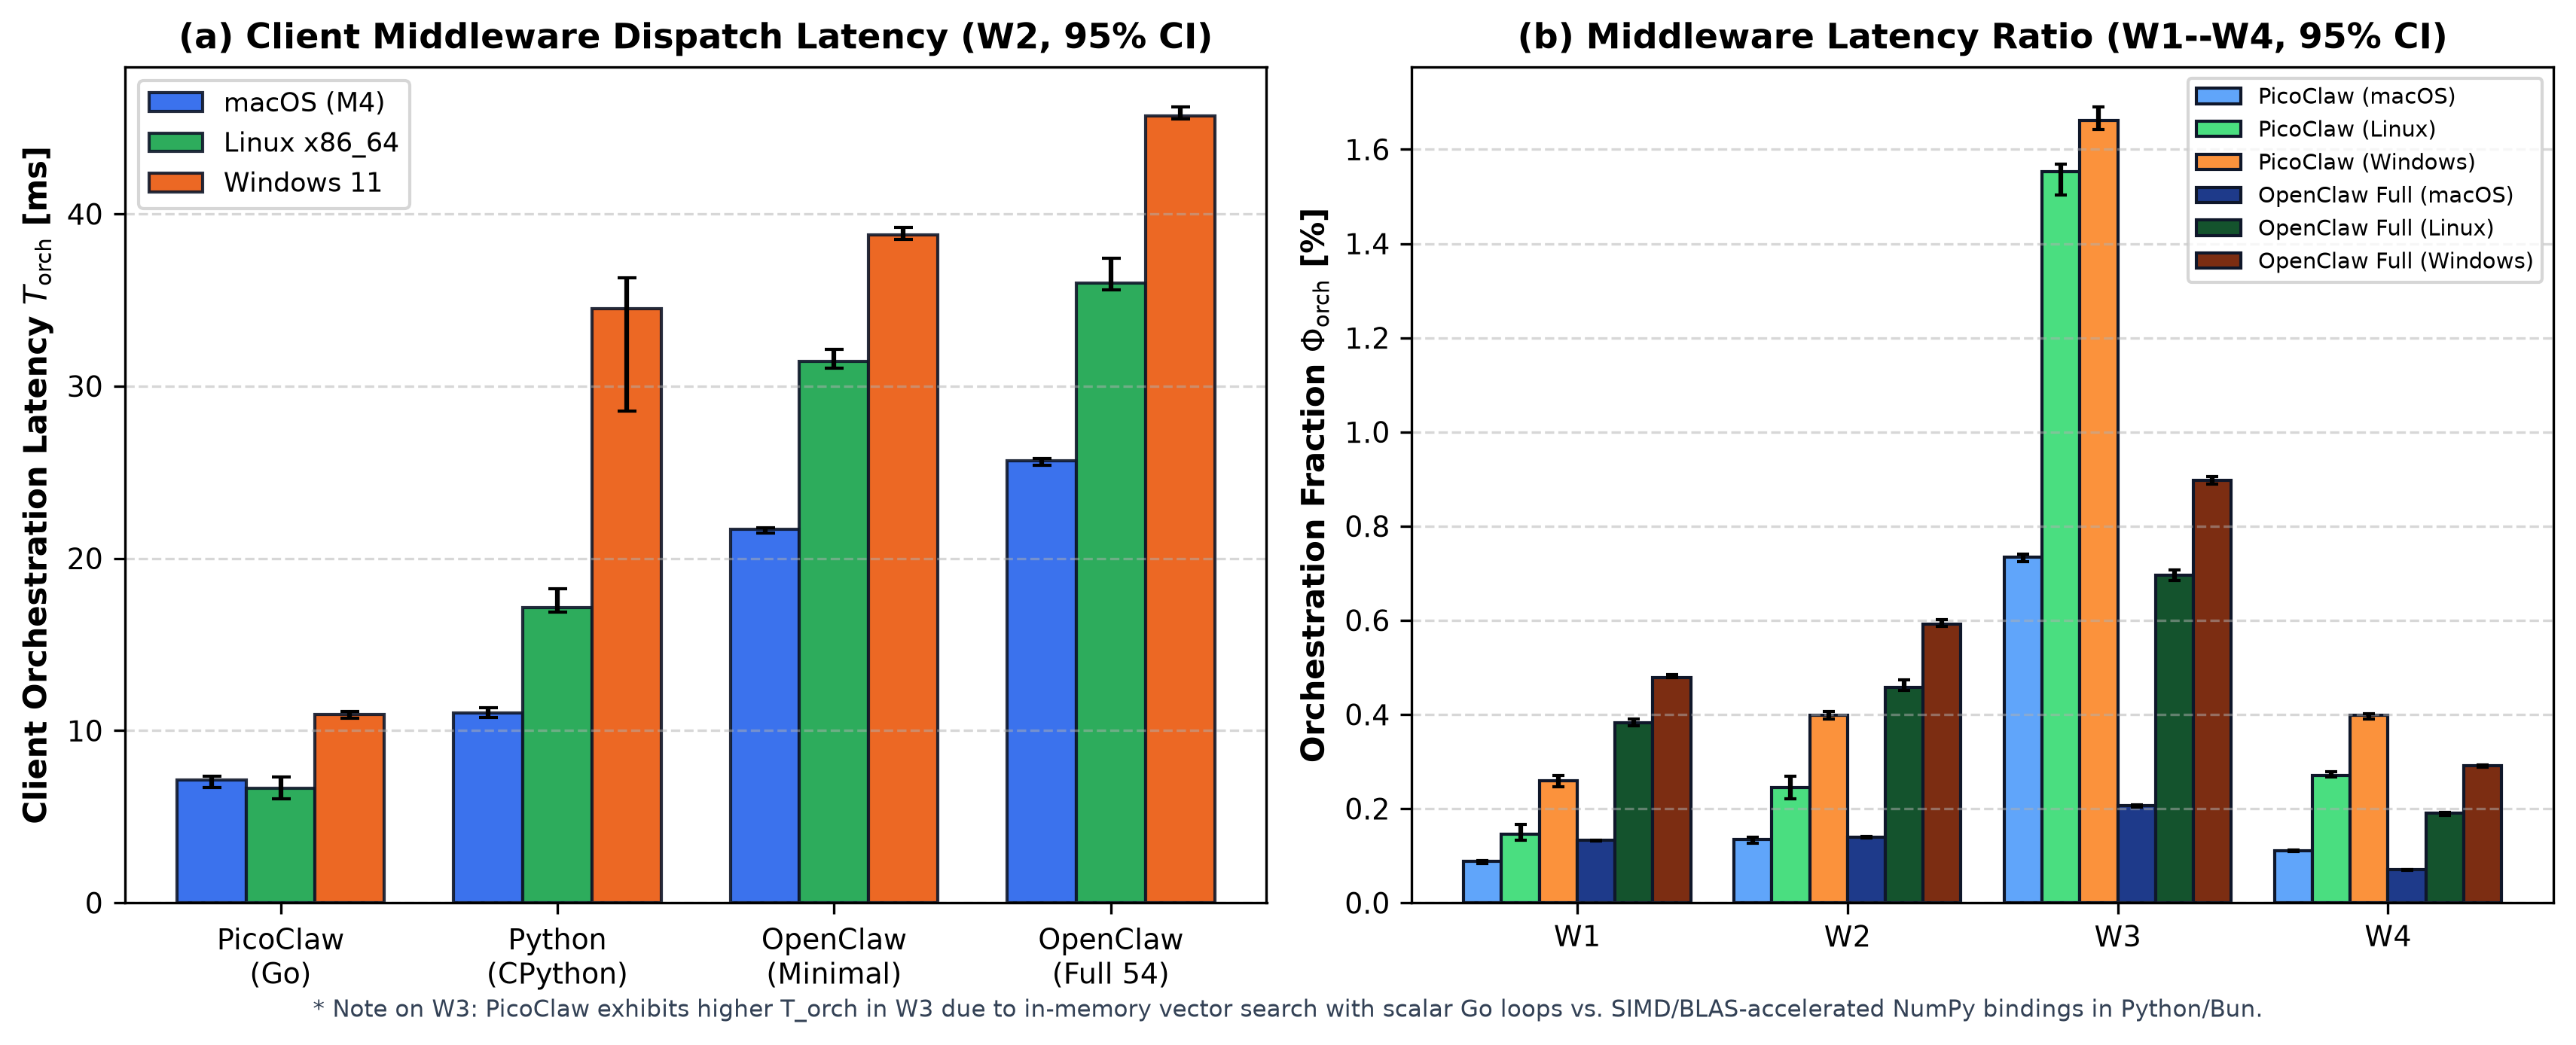 (a) Client Middleware Dispatch Latency (W2, 95% CI)
macOS (M4)
Linux x86_64
Windows 11
Client Orchestration Latency T_orch [ms]
40
30
20
10
0
PicoClaw
(Go)
Python
(CPython)
OpenClaw
(Minimal)
OpenClaw
(Full 54)
(b) Middleware Latency Ratio (W1--W4, 95% CI)
PicoClaw (macOS)
PicoClaw (Linux)
PicoClaw (Windows)
OpenClaw Full (macOS)
OpenClaw Full (Linux)
OpenClaw Full (Windows)
Orchestration Fraction Φ_orch [%]
1.6
1.4
1.2
1.0
0.8
0.6
0.4
0.2
0.0
W1
W2
W3
W4
* Note on W3: PicoClaw exhibits higher T_orch in W3 due to in-memory vector search with scalar Go loops vs. SIMD/BLAS-accelerated NumPy bindings in Python/Bun.